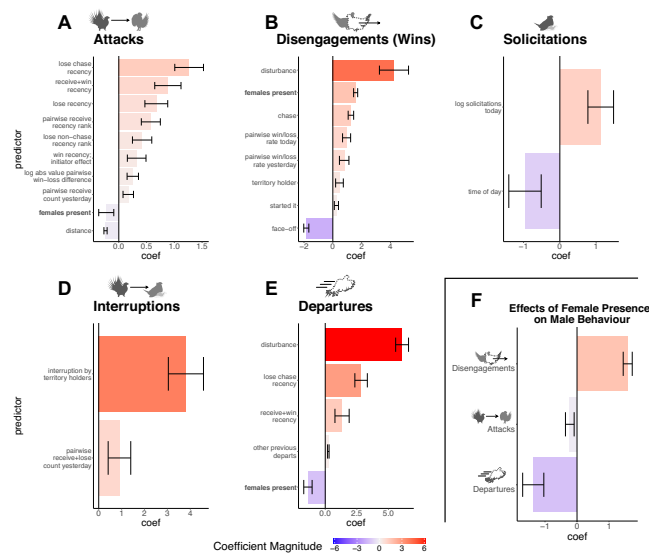 A
Attacks
predictor
lose chase
recency
receive+win
recency
lose recency
pairwise receive
recency rank
lose non−chase
recency rank
win recency;
initiator effect
log abs value pairwise
win−loss difference
pairwise receive
count yesterday
females present
distance
0.0 0.5 1.0 1.5
coef
B
Disengagements (Wins)
disturbance
females present
chase
pairwise win/loss
rate today
pairwise win/loss
rate yesterday
territory holder
started it
face−off
−2 0 2 4
coef
C
Solicitations
log solicitations
today
time of day
−1 0 1
coef
D
Interruptions
predictor
interruption by
territory holders
pairwise
receive+lose
count yesterday
0 1 2 3 4
coef
E
Departures
disturbance
lose chase
recency
receive+win
recency
other previous
departs
females present
0.0 2.5 5.0
coef
F
Effects of Female Presence
on Male Behaviour
Disengagements
Attacks
Departures
−1 0 1
coef
Coefficient Magnitude
−6 −3 0 3 6